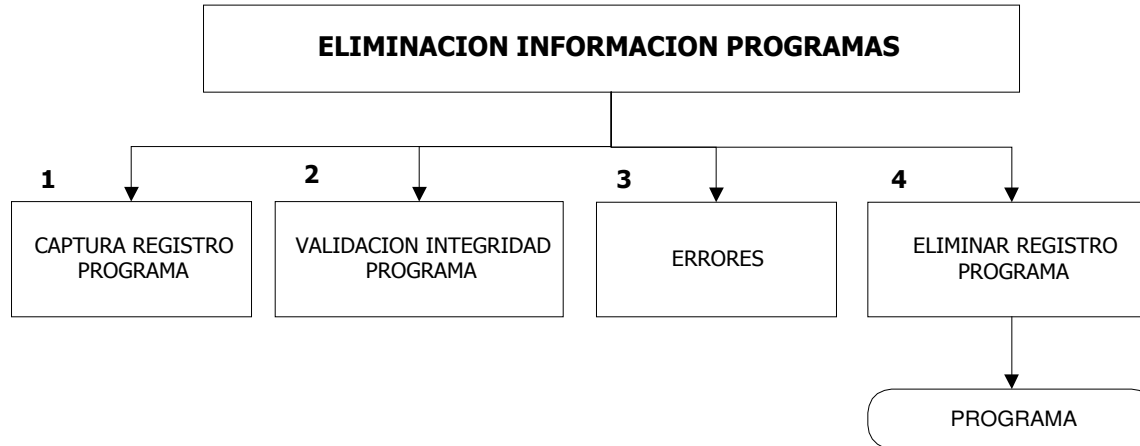 ELIMINACION INFORMACION PROGRAMAS
1
2
3
4
CAPTURA REGISTRO
PROGRAMA
VALIDACION INTEGRIDAD
PROGRAMA
ERRORES
ELIMINAR REGISTRO
PROGRAMA
PROGRAMA